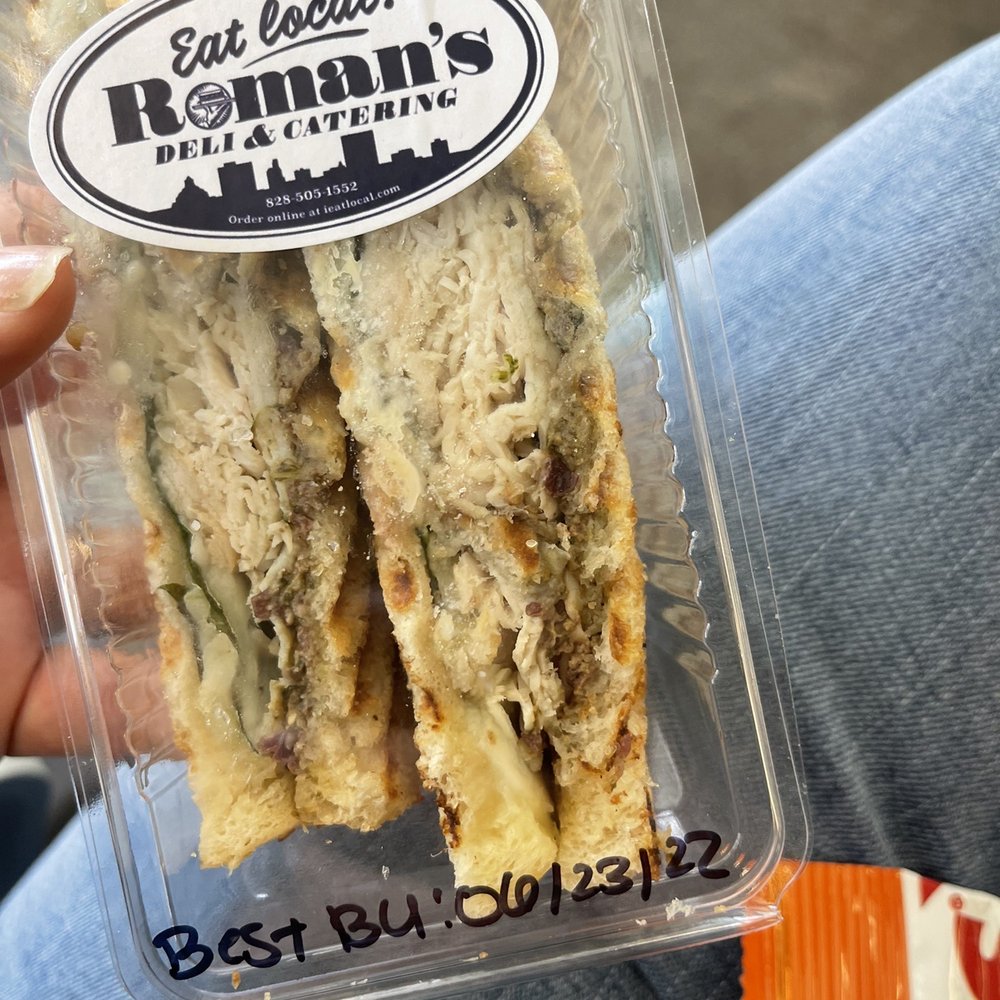 Eat local!
Roman's
DELI & CATERING
828-505-1552
Order online at ieatlocal.com
Best By: 06/23/22